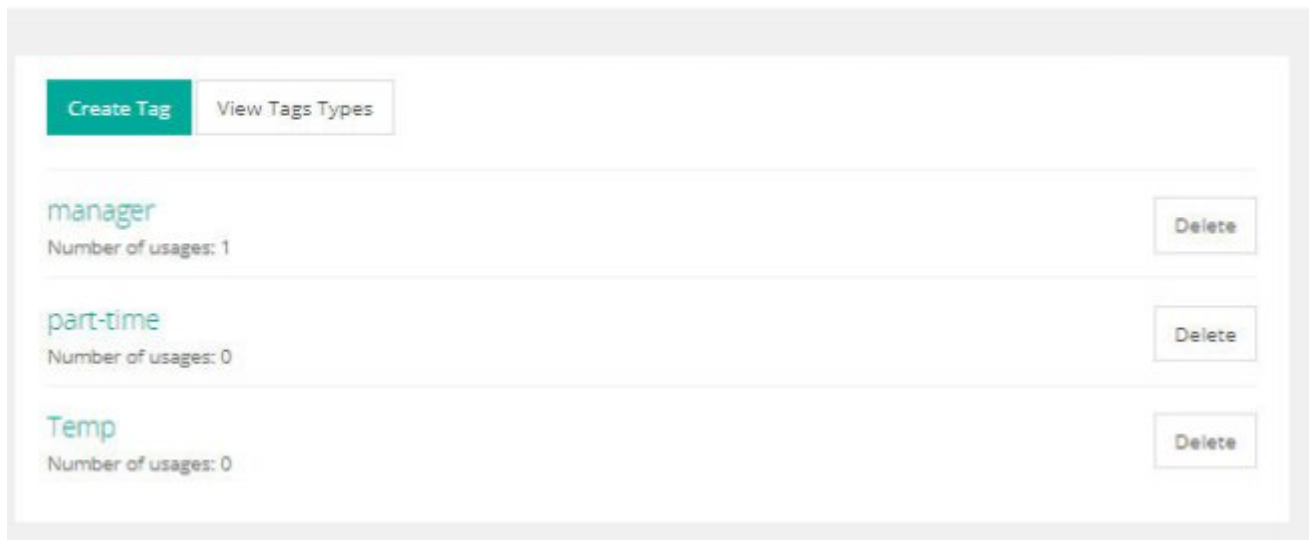 Create Tag View Tags Types
manager
Delete
Number of usages: 1
part-time
Delete
Number of usages: 0
Temp
Delete
Number of usages: 0